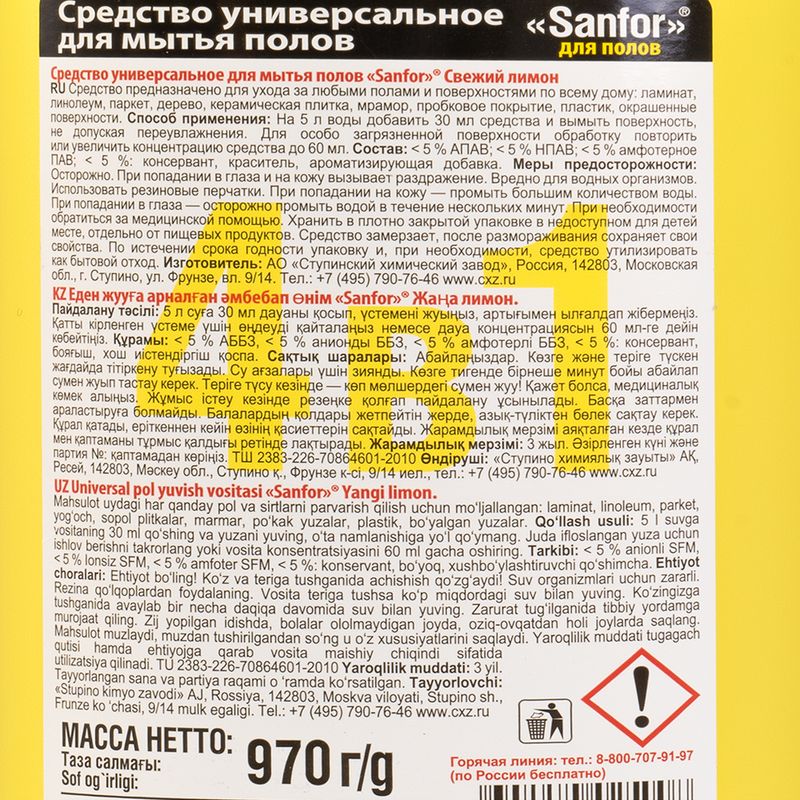 Средство универсальное
для мытья полов
«Sanfor»®
для полов
Средство универсальное для мытья полов «Sanfor»® Свежий лимон
RU Средство предназначено для ухода за любыми полами и поверхностями по всему дому: ламинат,
линолеум, паркет, дерево, керамическая плитка, мрамор, пробковое покрытие, пластик, окрашенные
поверхности. Способ применения: На 5 л воды добавить 30 мл средства и вымыть поверхность,
не допуская переувлажнения. Для особо загрязненной поверхности обработку повторить
или увеличить концентрацию средства до 60 мл. Состав: < 5 % АПАВ; < 5 % НПАВ; < 5 % амфотерное
ПАВ; < 5 %: консервант, краситель, ароматизирующая добавка. Меры предосторожности:
Осторожно. При попадании в глаза и на кожу вызывает раздражение. Вредно для водных организмов.
Использовать резиновые перчатки. При попадании на кожу — промыть большим количеством воды.
При попадании в глаза — осторожно промыть водой в течение нескольких минут. При необходимости
обратиться за медицинской помощью. Хранить в плотно закрытой упаковке в недоступном для детей
месте, отдельно от пищевых продуктов. Средство замерзает, после размораживания сохраняет свои
свойства. По истечении срока годности упаковку и, при необходимости, средство утилизировать
как бытовой отход. Изготовитель: АО «Ступинский химический завод», Россия, 142803, Московская
обл., г. Ступино, ул. Фрунзе, вл. 9/14. Тел.: +7 (495) 790-76-46 www.cxz.ru
4в1
KZ Еден жууға арналған әмбебап өнім «Sanfor»® Жаңа лимон.
Пайдалану тәсілі: 5 л суға 30 мл дауаны қосып, үстемені жуыңыз, артығымен ылғалдап жібермеңіз.
Қатты кірленген үстеме үшін өңдеуді қайталаңыз немесе дауа концентрациясын 60 мл-ге дейін
көбейтіңіз. Құрамы: < 5 % АББЗ, < 5 % анионды ББЗ, < 5 % амфотерлі ББЗ, < 5 %: консервант,
бояғыш, хош иістендіргіш қоспа. Сақтық шаралары: Абайлаңыздар. Көзге және теріге түскен
жағдайда тітіркену туғызады. Су ағзалары үшін зиянды. Көзге тигенде бірнеше минут бойы абайлап
сумен жуып тастау керек. Теріге түсу кезінде — көп мөлшердегі сумен жуу! Қажет болса, медициналық
көмек алыңыз. Жұмыс істеу кезінде резеңке қолғап пайдалану ұсынылады. Басқа заттармен
араластыруға болмайды. Балалардың қолдары жетпейтін жерде, азық-түліктен бөлек сақтау керек.
Құрал қатады, еріткеннен кейін өзінің қасиеттерін сақтайды. Жарамдылық мерзімі аяқталған кезде құрал
мен қаптаманы тұрмыс қалдығы ретінде лақтырады. Жарамдылық мерзімі: 3 жыл. Әзірленген күні және
партия №: қаптамадан көріңіз. ТШ 2383-226-70864601-2010 Өндіруші: «Ступино химиялық зауыты» АҚ,
Ресей, 142803, Мәскеу обл., Ступино қ., Фрунзе к-сі, 9/14 иел., тел.: +7 (495) 790-76-46 www.cxz.ru
UZ Universal pol yuvish vositasi «Sanfor»® Yangi limon.
Mahsulot uydagi har qanday pol va sirtlarni parvarish qilish uchun mo'ljallangan: laminat, linoleum, parket,
yog'och, sopol plitkalar, marmar, po'kak yuzalar, plastik, bo'yalgan yuzalar. Qo'llash usuli: 5 l suvga
vositaning 30 ml qo'shing va yuzani yuving, o'ta namlanishiga yo'l qo'ymang. Juda ifloslangan yuza uchun
ishlov berishni takrorlang yoki vosita konsentratsiyasini 60 ml gacha oshiring. Tarkibi: < 5 % anionli SFM,
< 5 % Ionsiz SFM, < 5 % amfoter SFM, < 5 %: konservant, bo'yoq, xushbo'ylashtiruvchi qo'shimcha. Ehtiyot
choralari: Ehtiyot bo'ling! Ko'z va teriga tushganda achishish qo'zg'aydi! Suv organizmlari uchun zararli.
Rezina qo'lqoplardan foydalaning. Vosita teriga tushsa ko'p miqdordagi suv bilan yuving. Ko'zingizga
tushganda avaylab bir necha daqiqa davomida suv bilan yuving. Zarurat tug'ilganida tibbiy yordamga
murojaat qiling. Zij yopilgan idishda, bolalar ololmaydigan joyda, oziq-ovqatdan holi joylarda saqlang.
Mahsulot muzlaydi, muzdan tushirilgandan so'ng u o'z xususiyatlarini saqlaydi. Yaroqlilik muddati tugagach
qutisi hamda ehtiyojga qarab vosita maishiy chiqindi sifatida
utilizatsiya qilinadi. TU 2383-226-70864601-2010 Yaroqlilik muddati: 3 yil.
Tayyorlangan sana va partiya raqami o'ramda ko'rsatilgan. Tayyorlovchi:
«Stupino kimyo zavodi» AJ, Rossiya, 142803, Moskva viloyati, Stupino sh.,
Frunze ko'chasi, 9/14 mulk egaligi. Tel.: +7 (495) 790-76-46 www.cxz.ru
МАССА НЕТТО:
Таза салмағы:
Sof og`irligi:
970 г/g
Горячая линия: тел.: 8-800-707-91-97
(по России бесплатно)